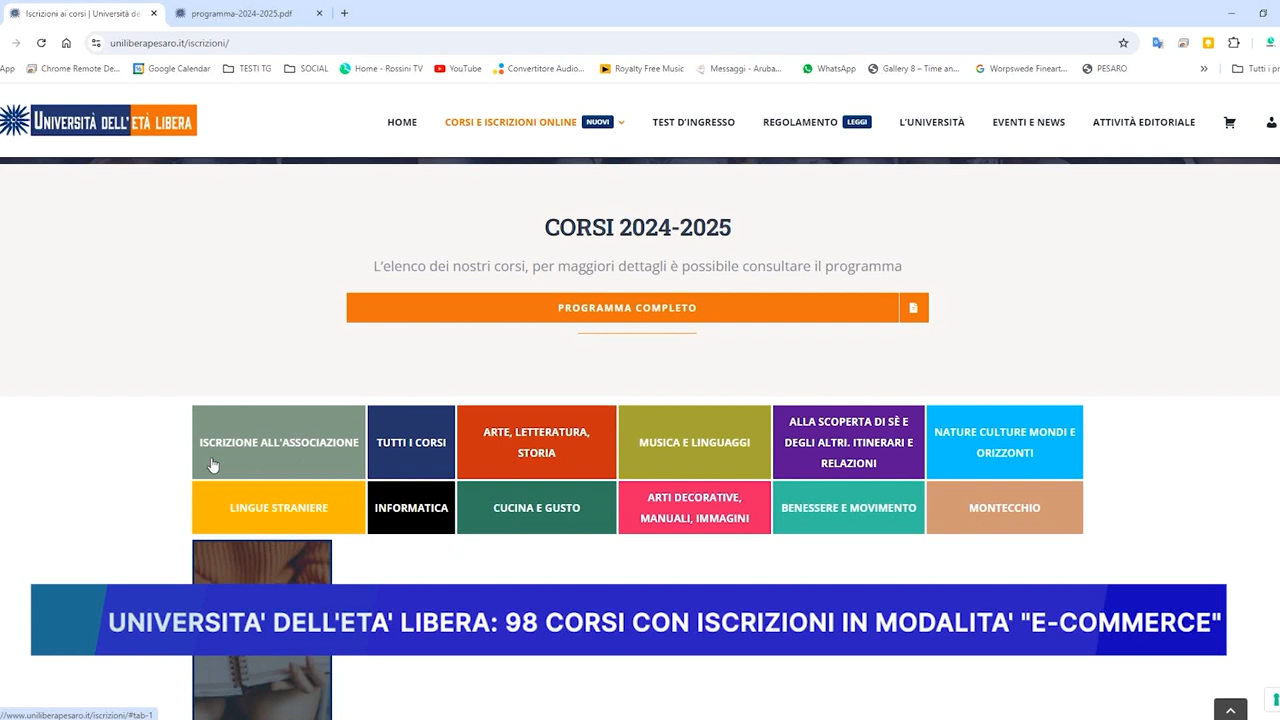 Iscrizioni ai corsi | Università de
programma-2024-2025.pdf
uniliberapesaro.it/iscrizioni/
App
Chrome Remote De...
Google Calendar
TESTI TG
SOCIAL
Home - Rossini TV
YouTube
Convertitore Audio...
Royalty Free Music
Messaggi - Aruba...
WhatsApp
Gallery 8 – Time an...
Worpswede Fineart...
PESARO
»
Tutti i pr
UNIVERSITÀ DELL'ETÀ LIBERA
HOME
CORSI E ISCRIZIONI ONLINE NUOVI
TEST D'INGRESSO
REGOLAMENTO LEGGI
L'UNIVERSITÀ
EVENTI E NEWS
ATTIVITÀ EDITORIALE
CORSI 2024-2025
L'elenco dei nostri corsi, per maggiori dettagli è possibile consultare il programma
PROGRAMMA COMPLETO
ISCRIZIONE ALL'ASSOCIAZIONE
TUTTI I CORSI
ARTE, LETTERATURA,
STORIA
MUSICA E LINGUAGGI
ALLA SCOPERTA DI SÈ E
DEGLI ALTRI. ITINERARI E
RELAZIONI
NATURE CULTURE MONDI E
ORIZZONTI
LINGUE STRANIERE
INFORMATICA
CUCINA E GUSTO
ARTI DECORATIVE,
MANUALI, IMMAGINI
BENESSERE E MOVIMENTO
MONTECCHIO
UNIVERSITA' DELL'ETA' LIBERA: 98 CORSI CON ISCRIZIONI IN MODALITA' "E-COMMERCE"
//www.uniliberapesaro.it/iscrizioni/#tab-1